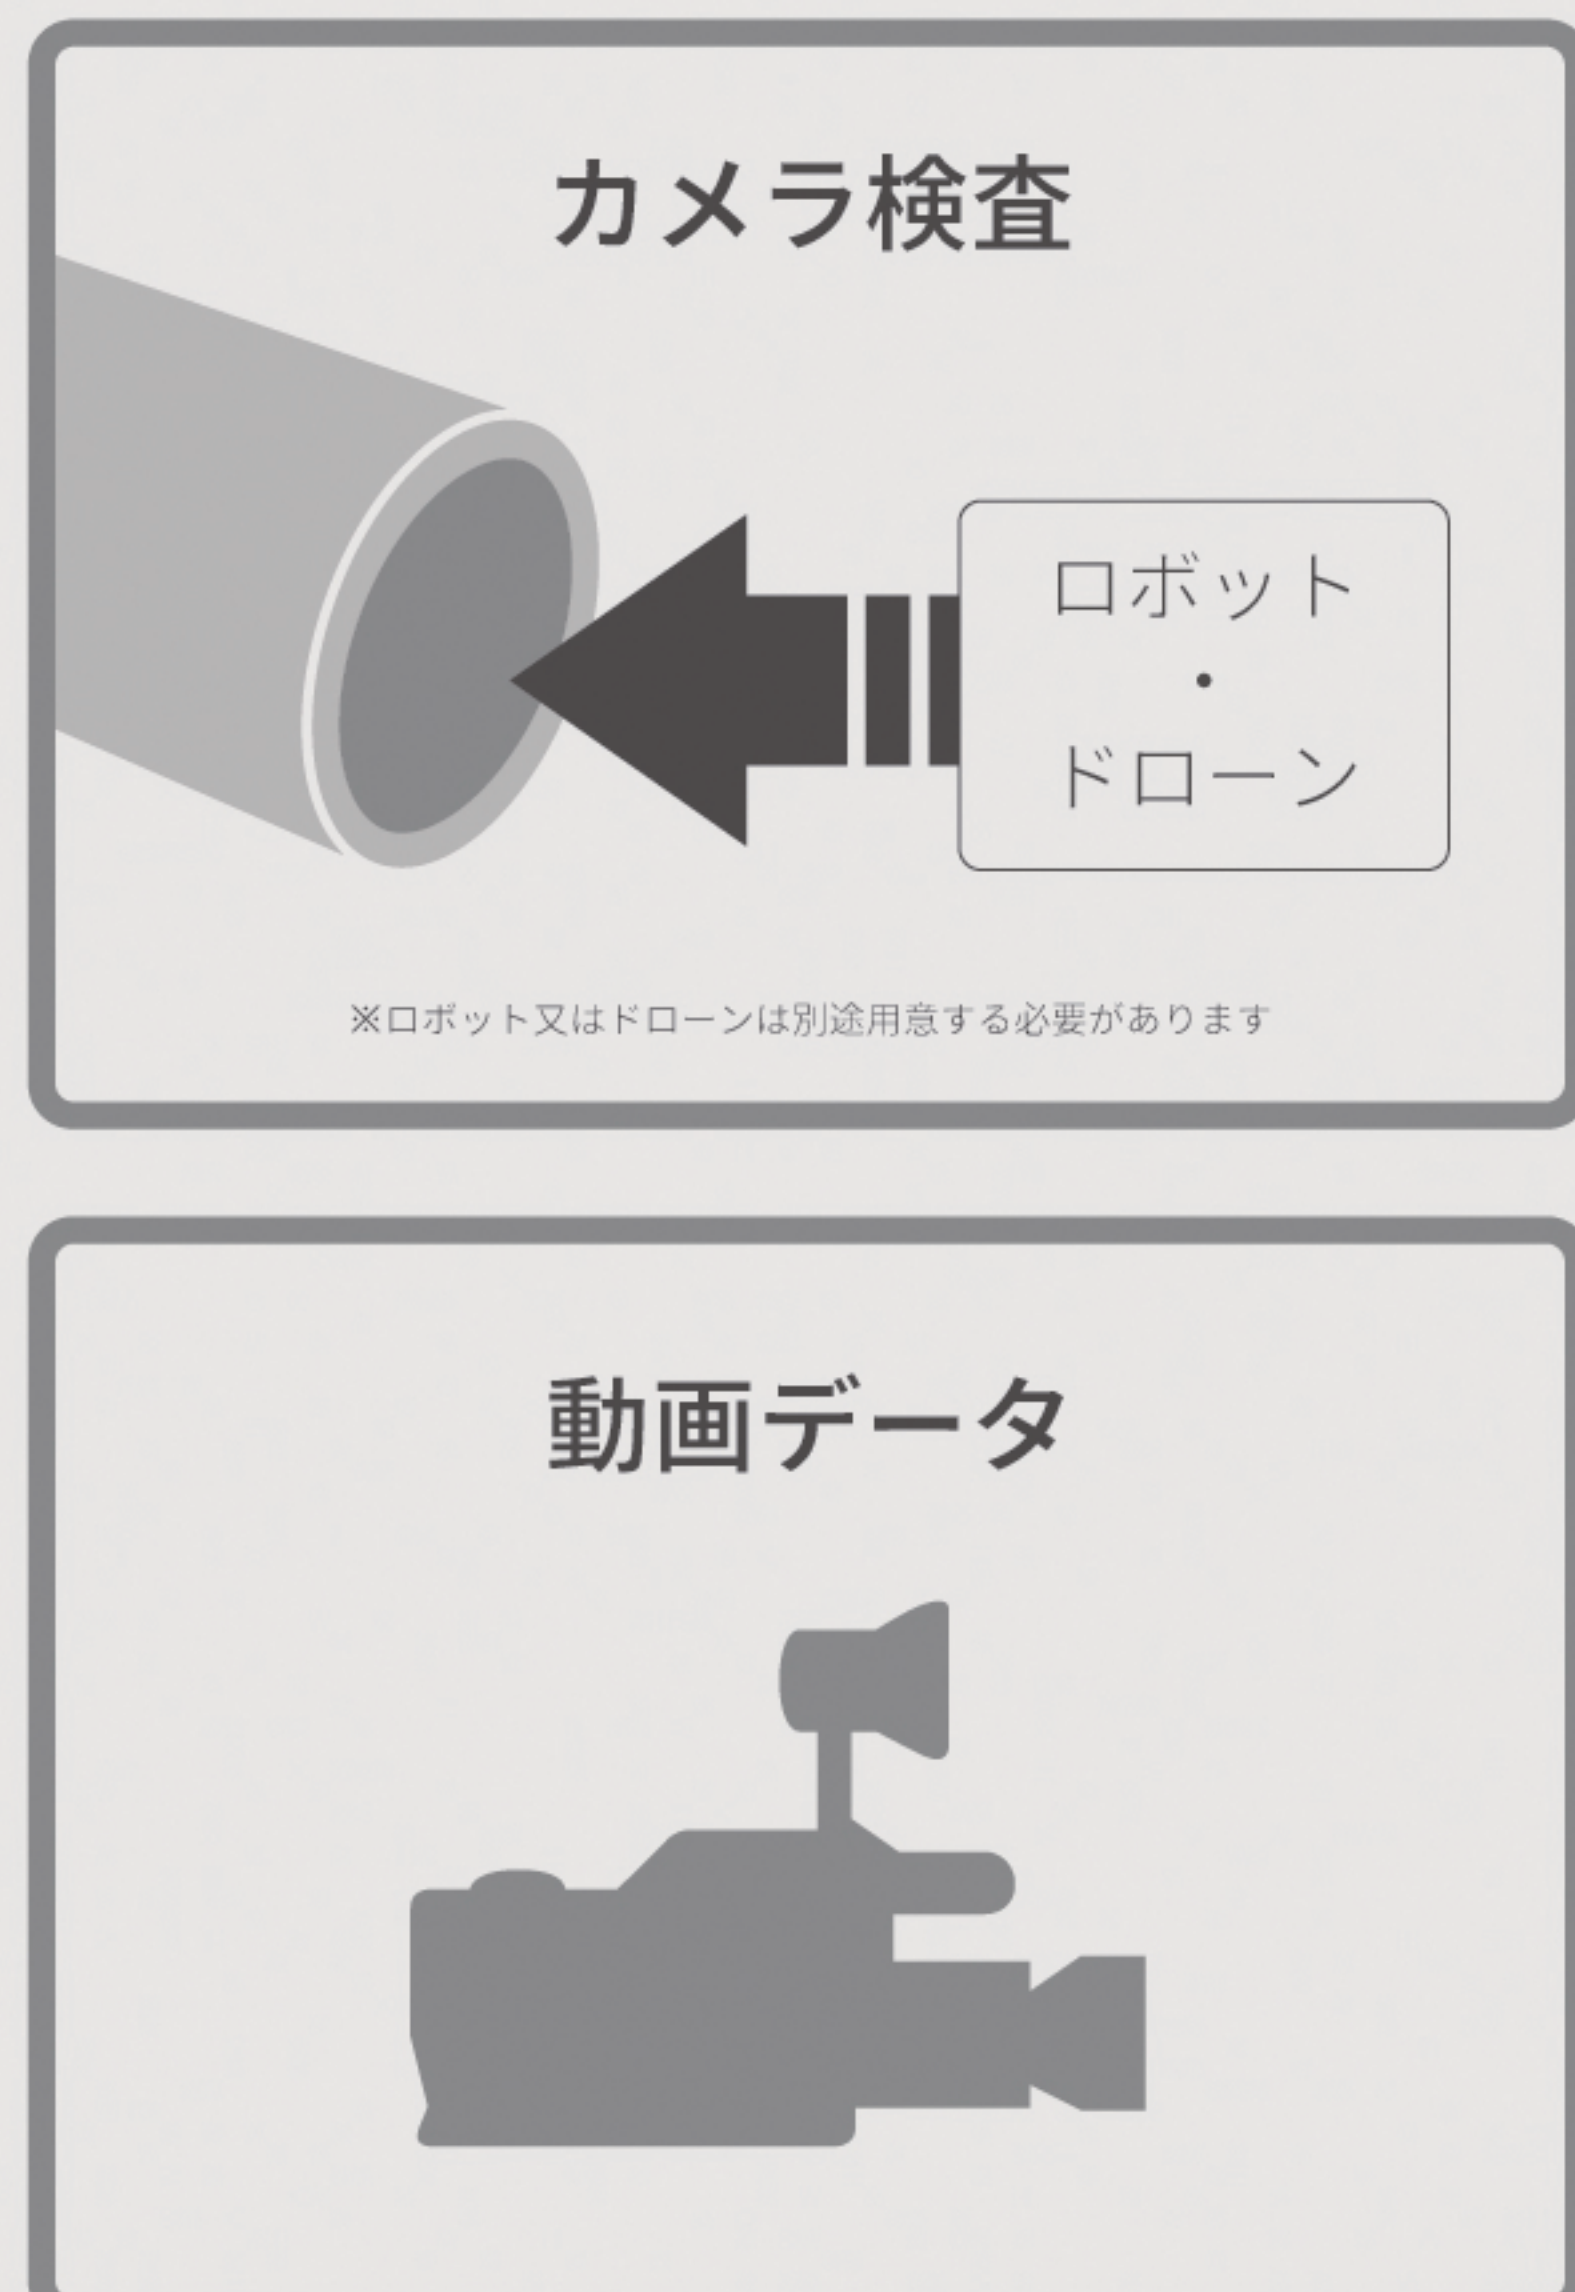 カメラ検査
ロボット
・
ドローン
※ロボット又はドローンは別途用意する必要があります
動画データ